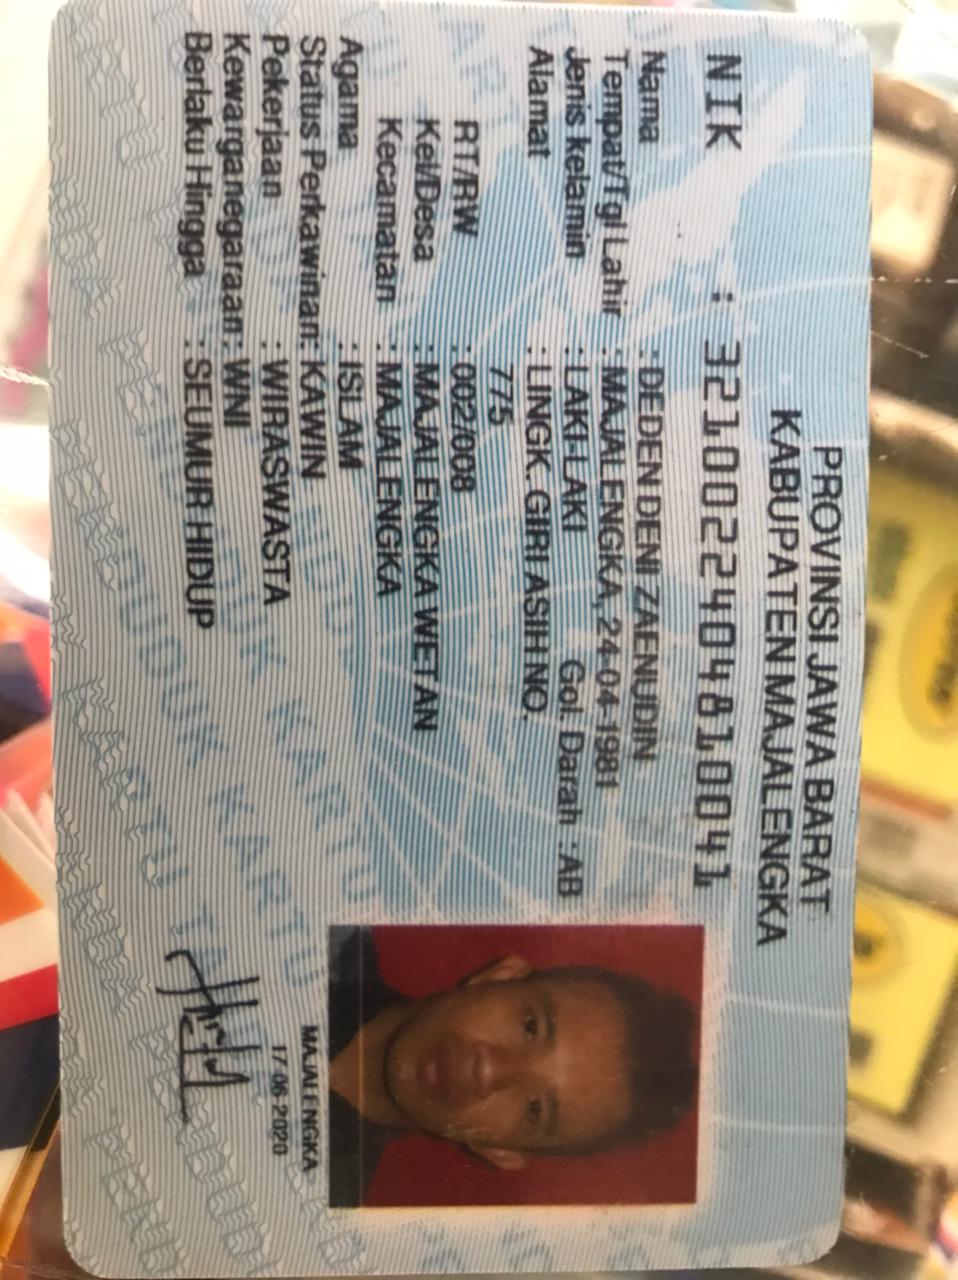 PROVINSI JAWA BARAT
KABUPATEN MAJALENGKA
NIK : 3210022404810041
Nama : DEDEN DENI ZAENUDIN
Tempat/Tgl Lahir : MAJALENGKA, 24-04-1981
Jenis kelamin : LAKI-LAKI Gol. Darah : AB
Alamat : LINGK. GIRI ASIH NO.
775
RT/RW : 002/008
Kel/Desa : MAJALENGKA WETAN
Kecamatan : MAJALENGKA
Agama : ISLAM
Status Perkawinan: KAWIN
Pekerjaan : WIRASWASTA
Kewarganegaraan: WNI
Berlaku Hingga : SEUMUR HIDUP
MAJALENGKA
17-06-2020